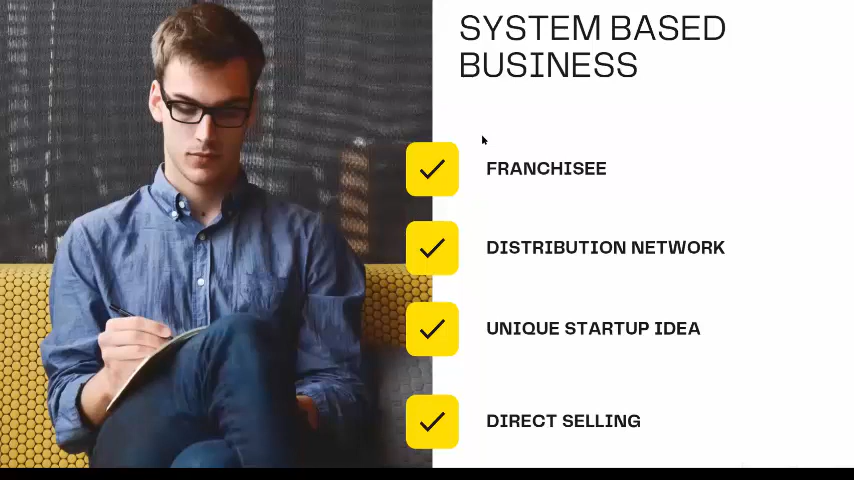 SYSTEM BASED
BUSINESS
FRANCHISEE
DISTRIBUTION NETWORK
UNIQUE STARTUP IDEA
DIRECT SELLING